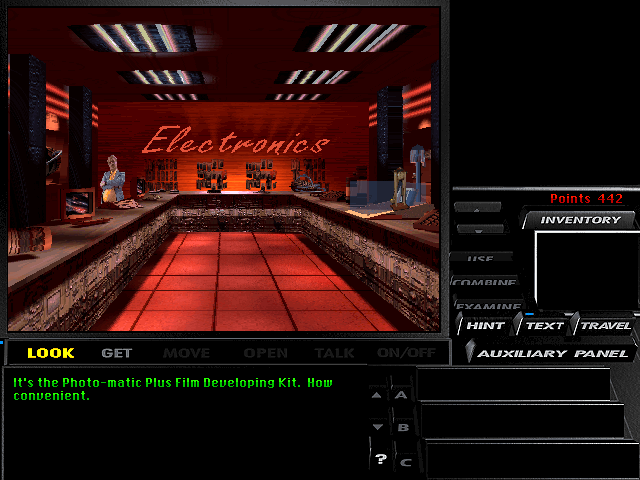 Electronics
Points 442
INVENTORY
USE
COMBINE
EXAMINE
HINT TEXT TRAVEL
LOOK GET MOVE OPEN TALK ON/OFF
AUXILIARY PANEL
It's the Photo-matic Plus Film Developing Kit. How
convenient.
A
B
? C